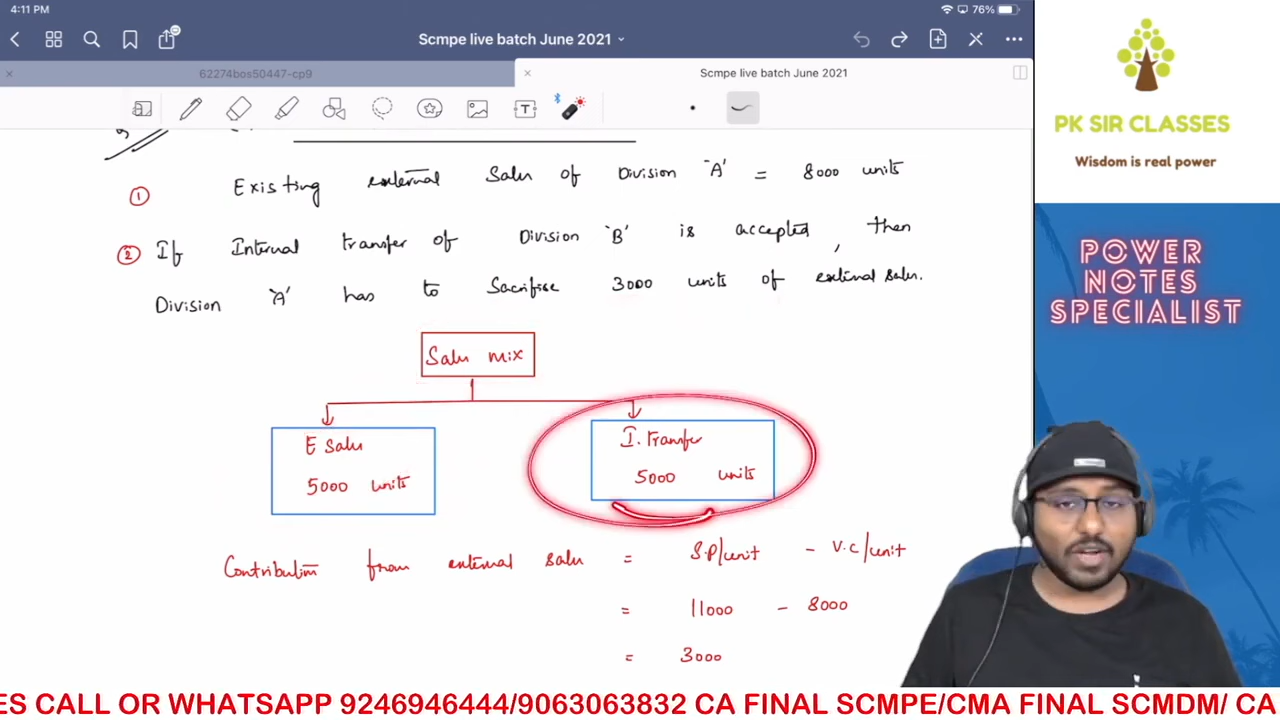 4:11 PM
76%
Scmpe live batch June 2021
62274bos50447-cp9
Scmpe live batch June 2021
① Existing external Sales of Division 'A' = 8000 units
② If Internal transfer of Division 'B' is accepted, then
Division 'A' has to Sacrifise 3000 units of external sales.
Sales mix
E Sales
5000 units
I. Transfer
5000 units
Contribution from external sales = S.P/unit - V.C/unit
= 11000 - 8000
= 3000
PK SIR CLASSES
Wisdom is real power
POWER
NOTES
SPECIALIST
ES CALL OR WHATSAPP 9246946444/9063063832 CA FINAL SCMPE/CMA FINAL SCMDM/ CA